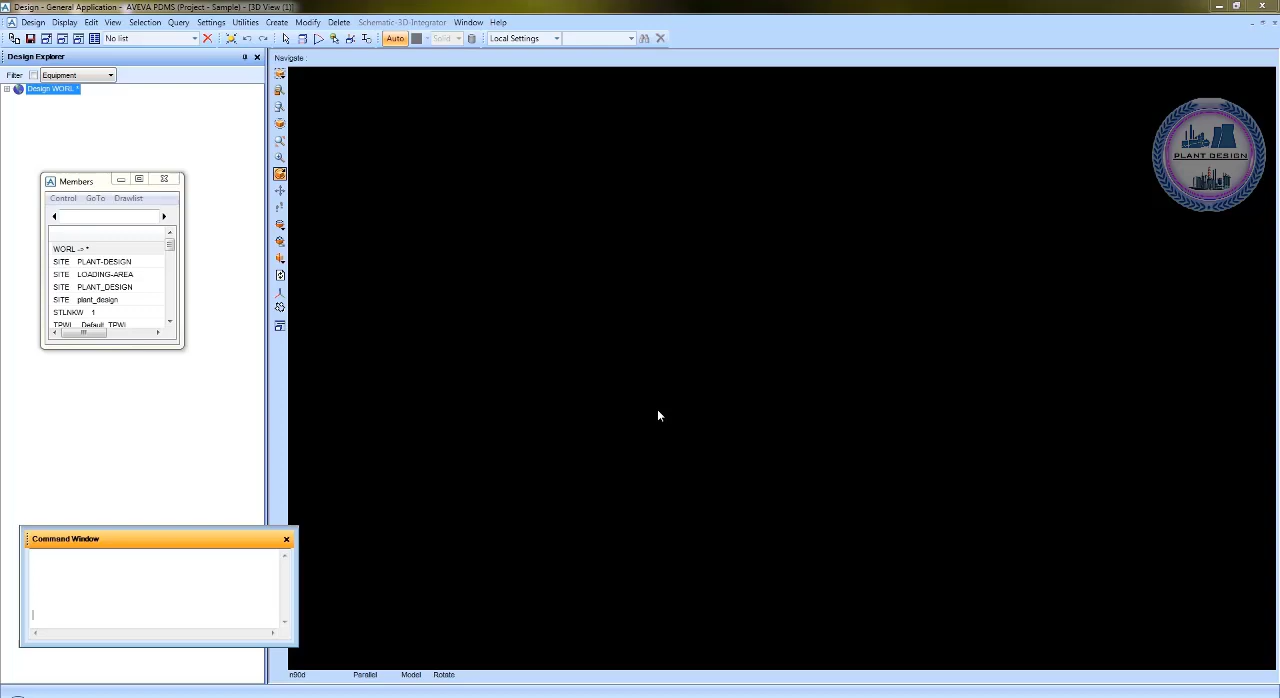 Design - General Application - AVEVA PDMS (Project - Sample) - [3D View (1)]
Design Display Edit View Selection Query Settings Utilities Create Modify Delete Schematic-3D-Integrator Window Help
No list Auto Solid Local Settings
Design Explorer
Navigate :
Filter Equipment
Design WORL *
PLANT DESIGN
Members
Control GoTo Drawlist
WORL -> *
SITE PLANT-DESIGN
SITE LOADING-AREA
SITE PLANT_DESIGN
SITE plant_design
STLNKW 1
TPWL Default_TPWL
Command Window
n90d Parallel Model Rotate